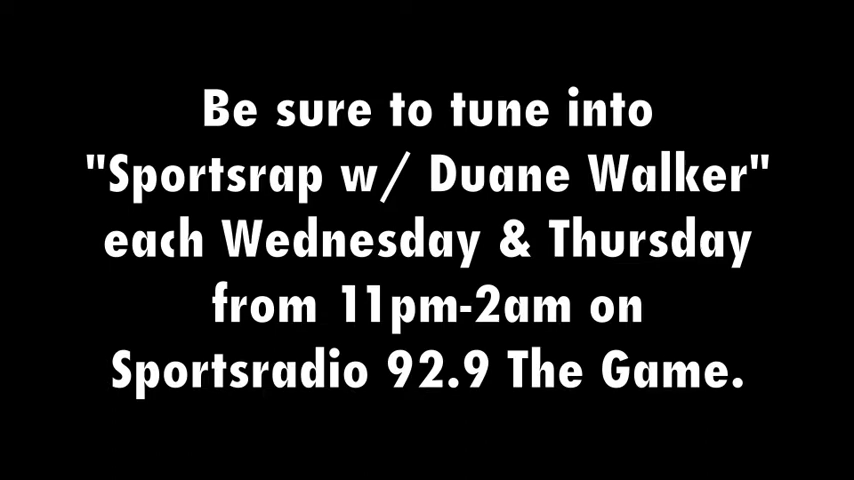 Be sure to tune into
"Sportsrap w/ Duane Walker"
each Wednesday & Thursday
from 11pm-2am on
Sportsradio 92.9 The Game.